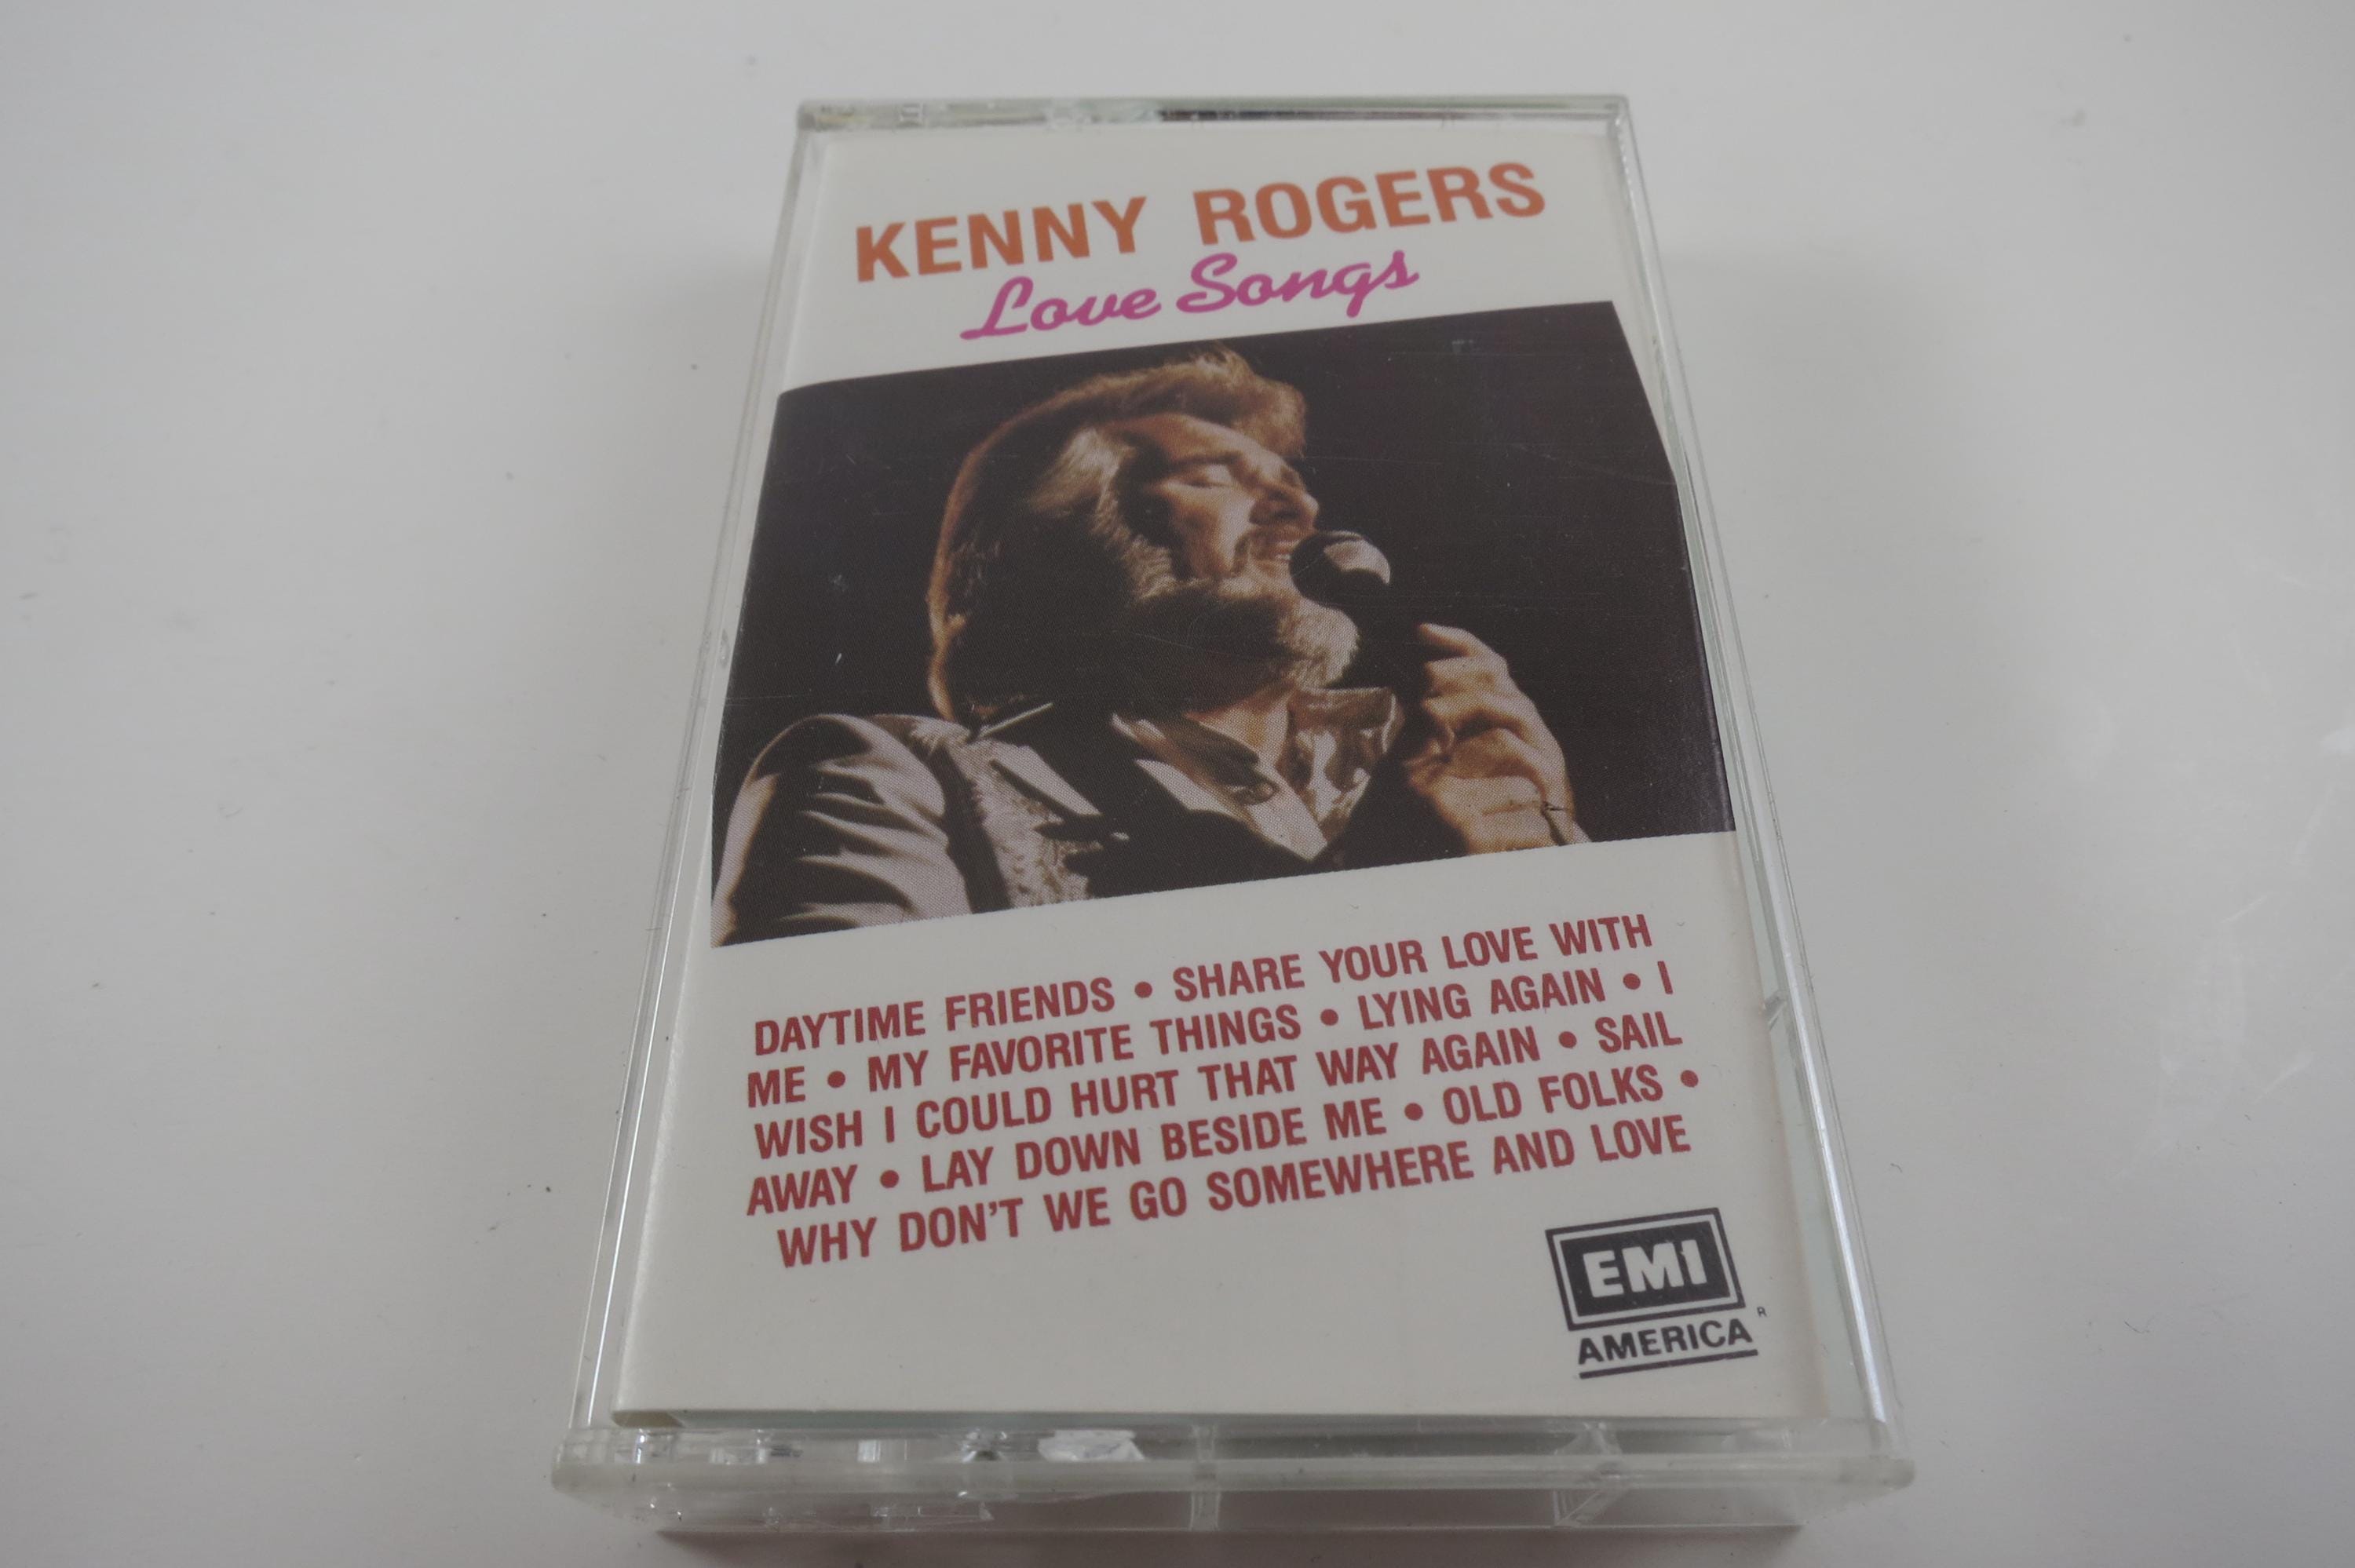 KENNY ROGERS
Love Songs
DAYTIME FRIENDS • SHARE YOUR LOVE WITH
ME • MY FAVORITE THINGS • LYING AGAIN • I
WISH I COULD HURT THAT WAY AGAIN • SAIL
AWAY • LAY DOWN BESIDE ME • OLD FOLKS •
WHY DON'T WE GO SOMEWHERE AND LOVE
EMI
AMERICA R